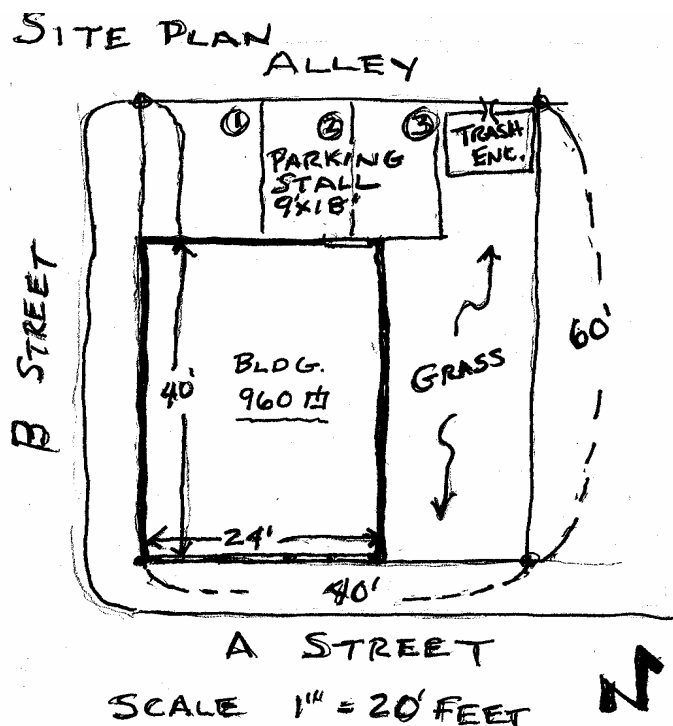 SITE PLAN
ALLEY
1 2 3
TRASH
ENC.
PARKING
STALL
9'X18'
B STREET
60'
BLDG.
960
40'
GRASS
24'
40'
A STREET
N
SCALE 1" = 20' FEET